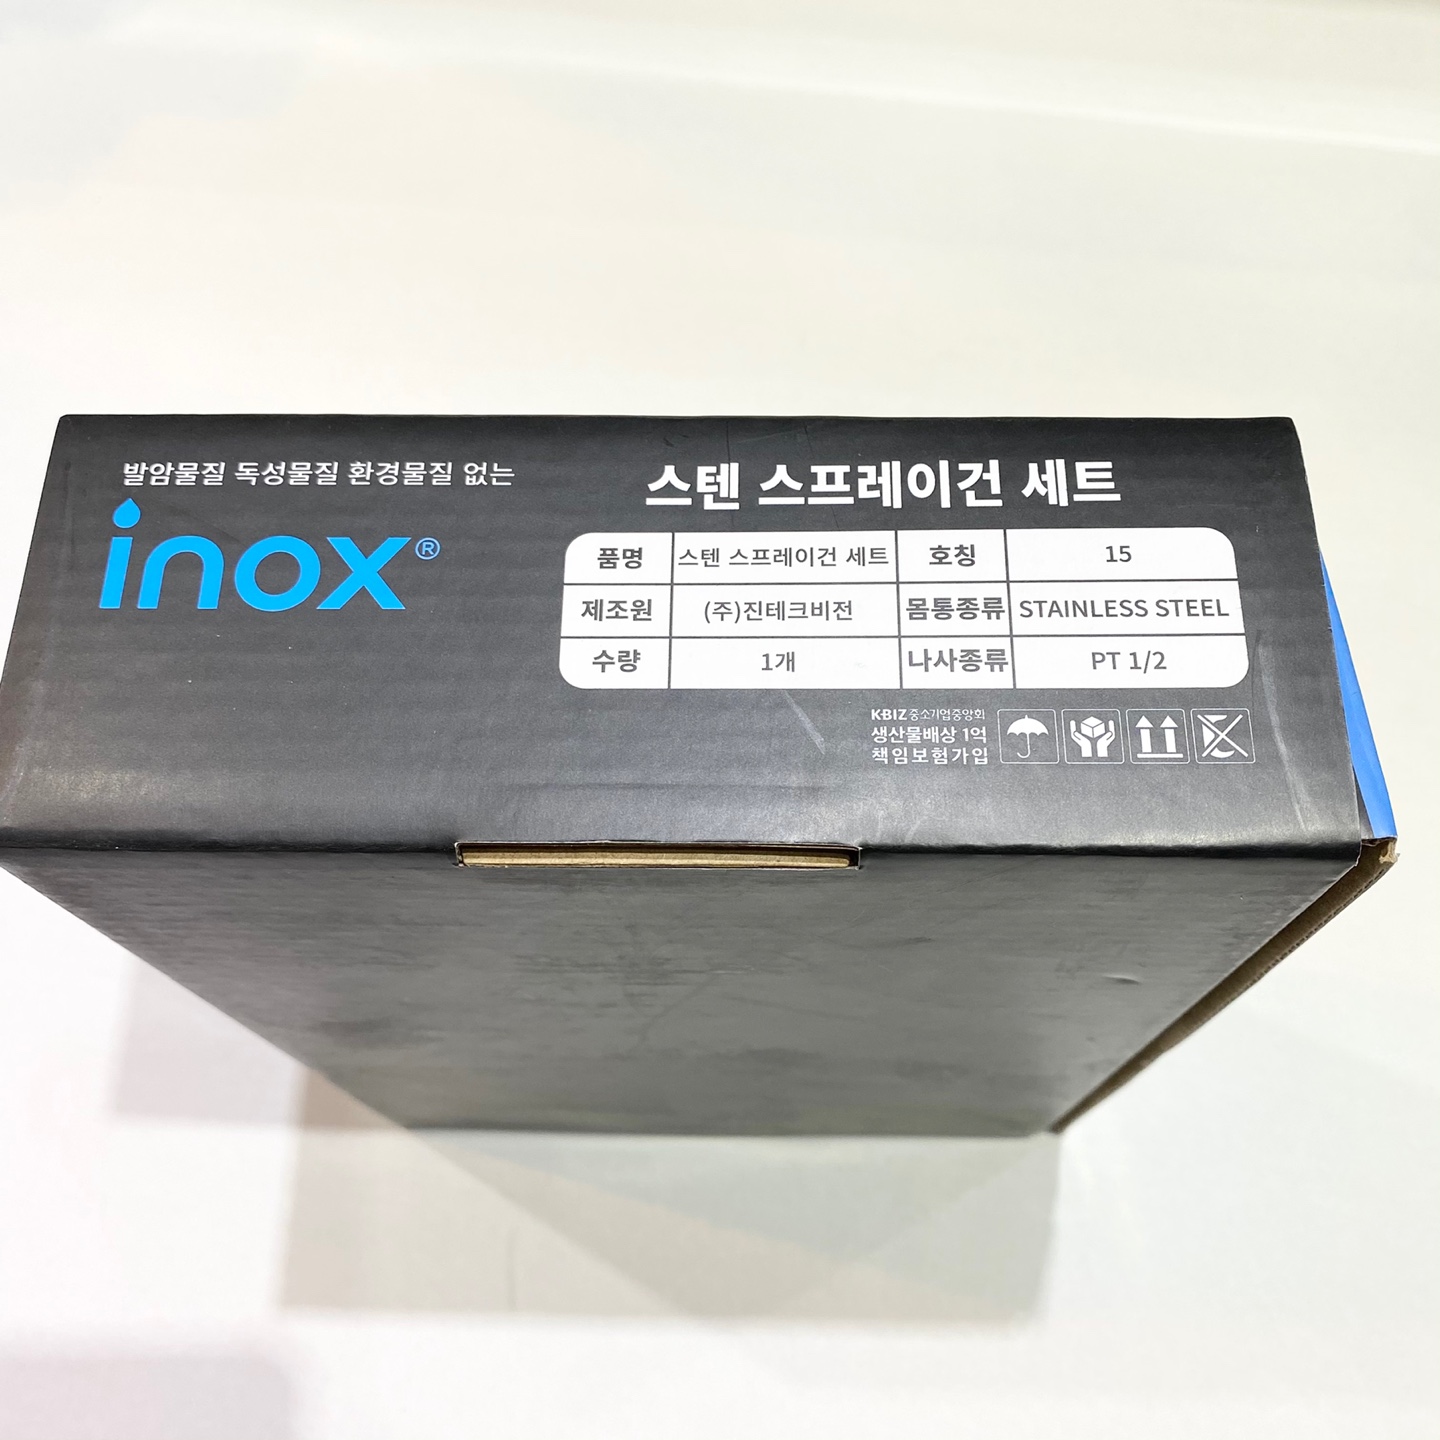 발암물질 독성물질 환경물질 없는
inox®
스텐 스프레이건 세트
품명 스텐 스프레이건 세트 호칭 15
제조원 (주)진테크비전 몸통종류 STAINLESS STEEL
수량 1개 나사종류 PT 1/2
K-BIZ 중소기업중앙회
생산물배상 1억
책임보험가입